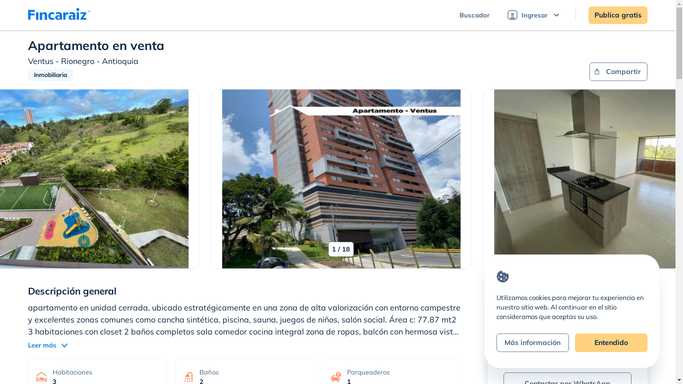 Fincaraiz
Buscador
Ingresar
Publica gratis
Apartamento en venta
Ventus - Rionegro - Antioquia
Inmobiliaria
Compartir
Apartamento - Ventus
1 / 18
Descripción general
apartamento en unidad cerrada, ubicado estratégicamente en una zona de alta valorización con entorno campestre
y excelentes zonas comunes como cancha sintética, piscina, sauna, juegos de niños, salón social. Área c: 77.87 mt2
3 habitaciones con closet 2 baños completos sala comedor cocina integral zona de ropas, balcón con hermosa vist...
Leer más
Habitaciones
3
Baños
2
Parqueaderos
1
Utilizamos cookies para mejorar tu experiencia en
nuestro sitio web. Al continuar en el sitio
consideramos que aceptas su uso.
Más información
Entendido
Contactar por WhatsApp